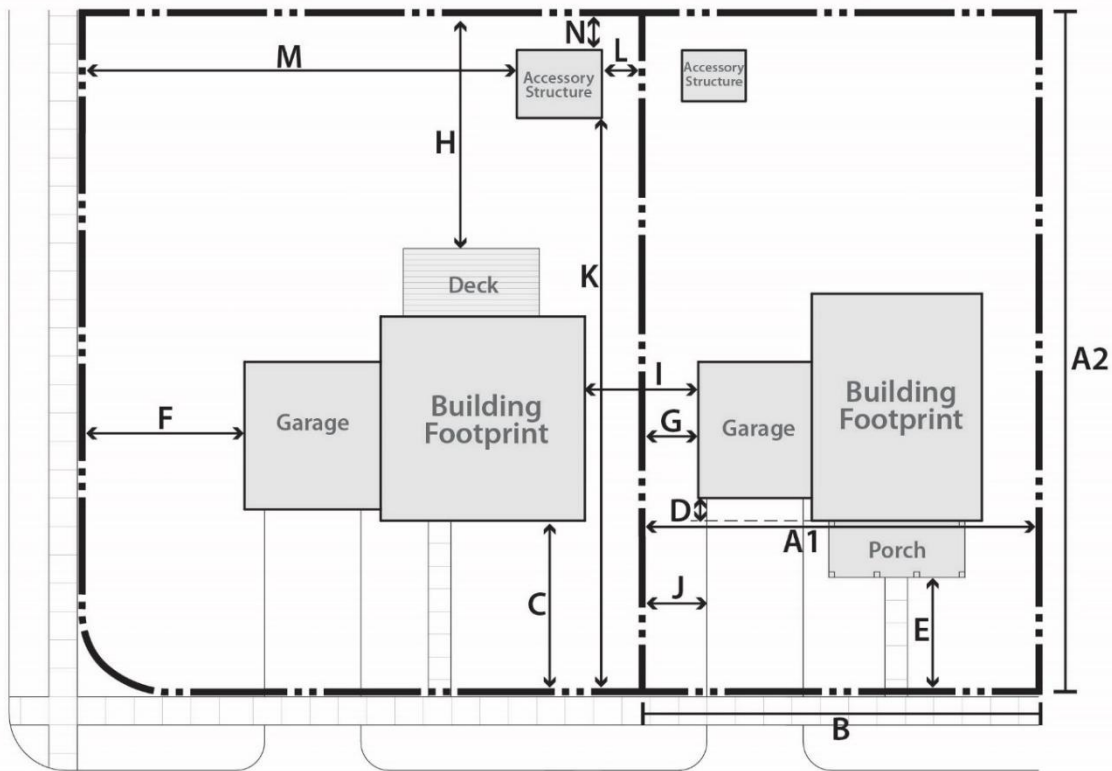 N
M
L
Accessory
Structure
Accessory
Structure
H
K
Deck
A2
I
Building
Footprint
Building
Footprint
F
Garage
G
Garage
D
A1
Porch
J
C
E
B